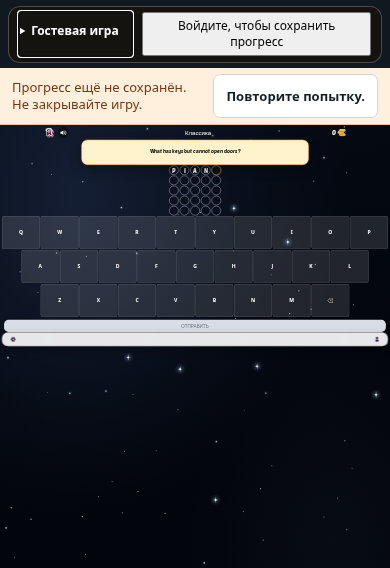 Гостевая игра
Войдите, чтобы сохранить
прогресс
Прогресс ещё не сохранён.
Не закрывайте игру.
Повторите попытку.
Классика
0
What has keys but cannot open doors?
P I A N
Q W E R T Y U I O P
A S D F G H J K L
Z X C V B N M
ОТПРАВИТЬ